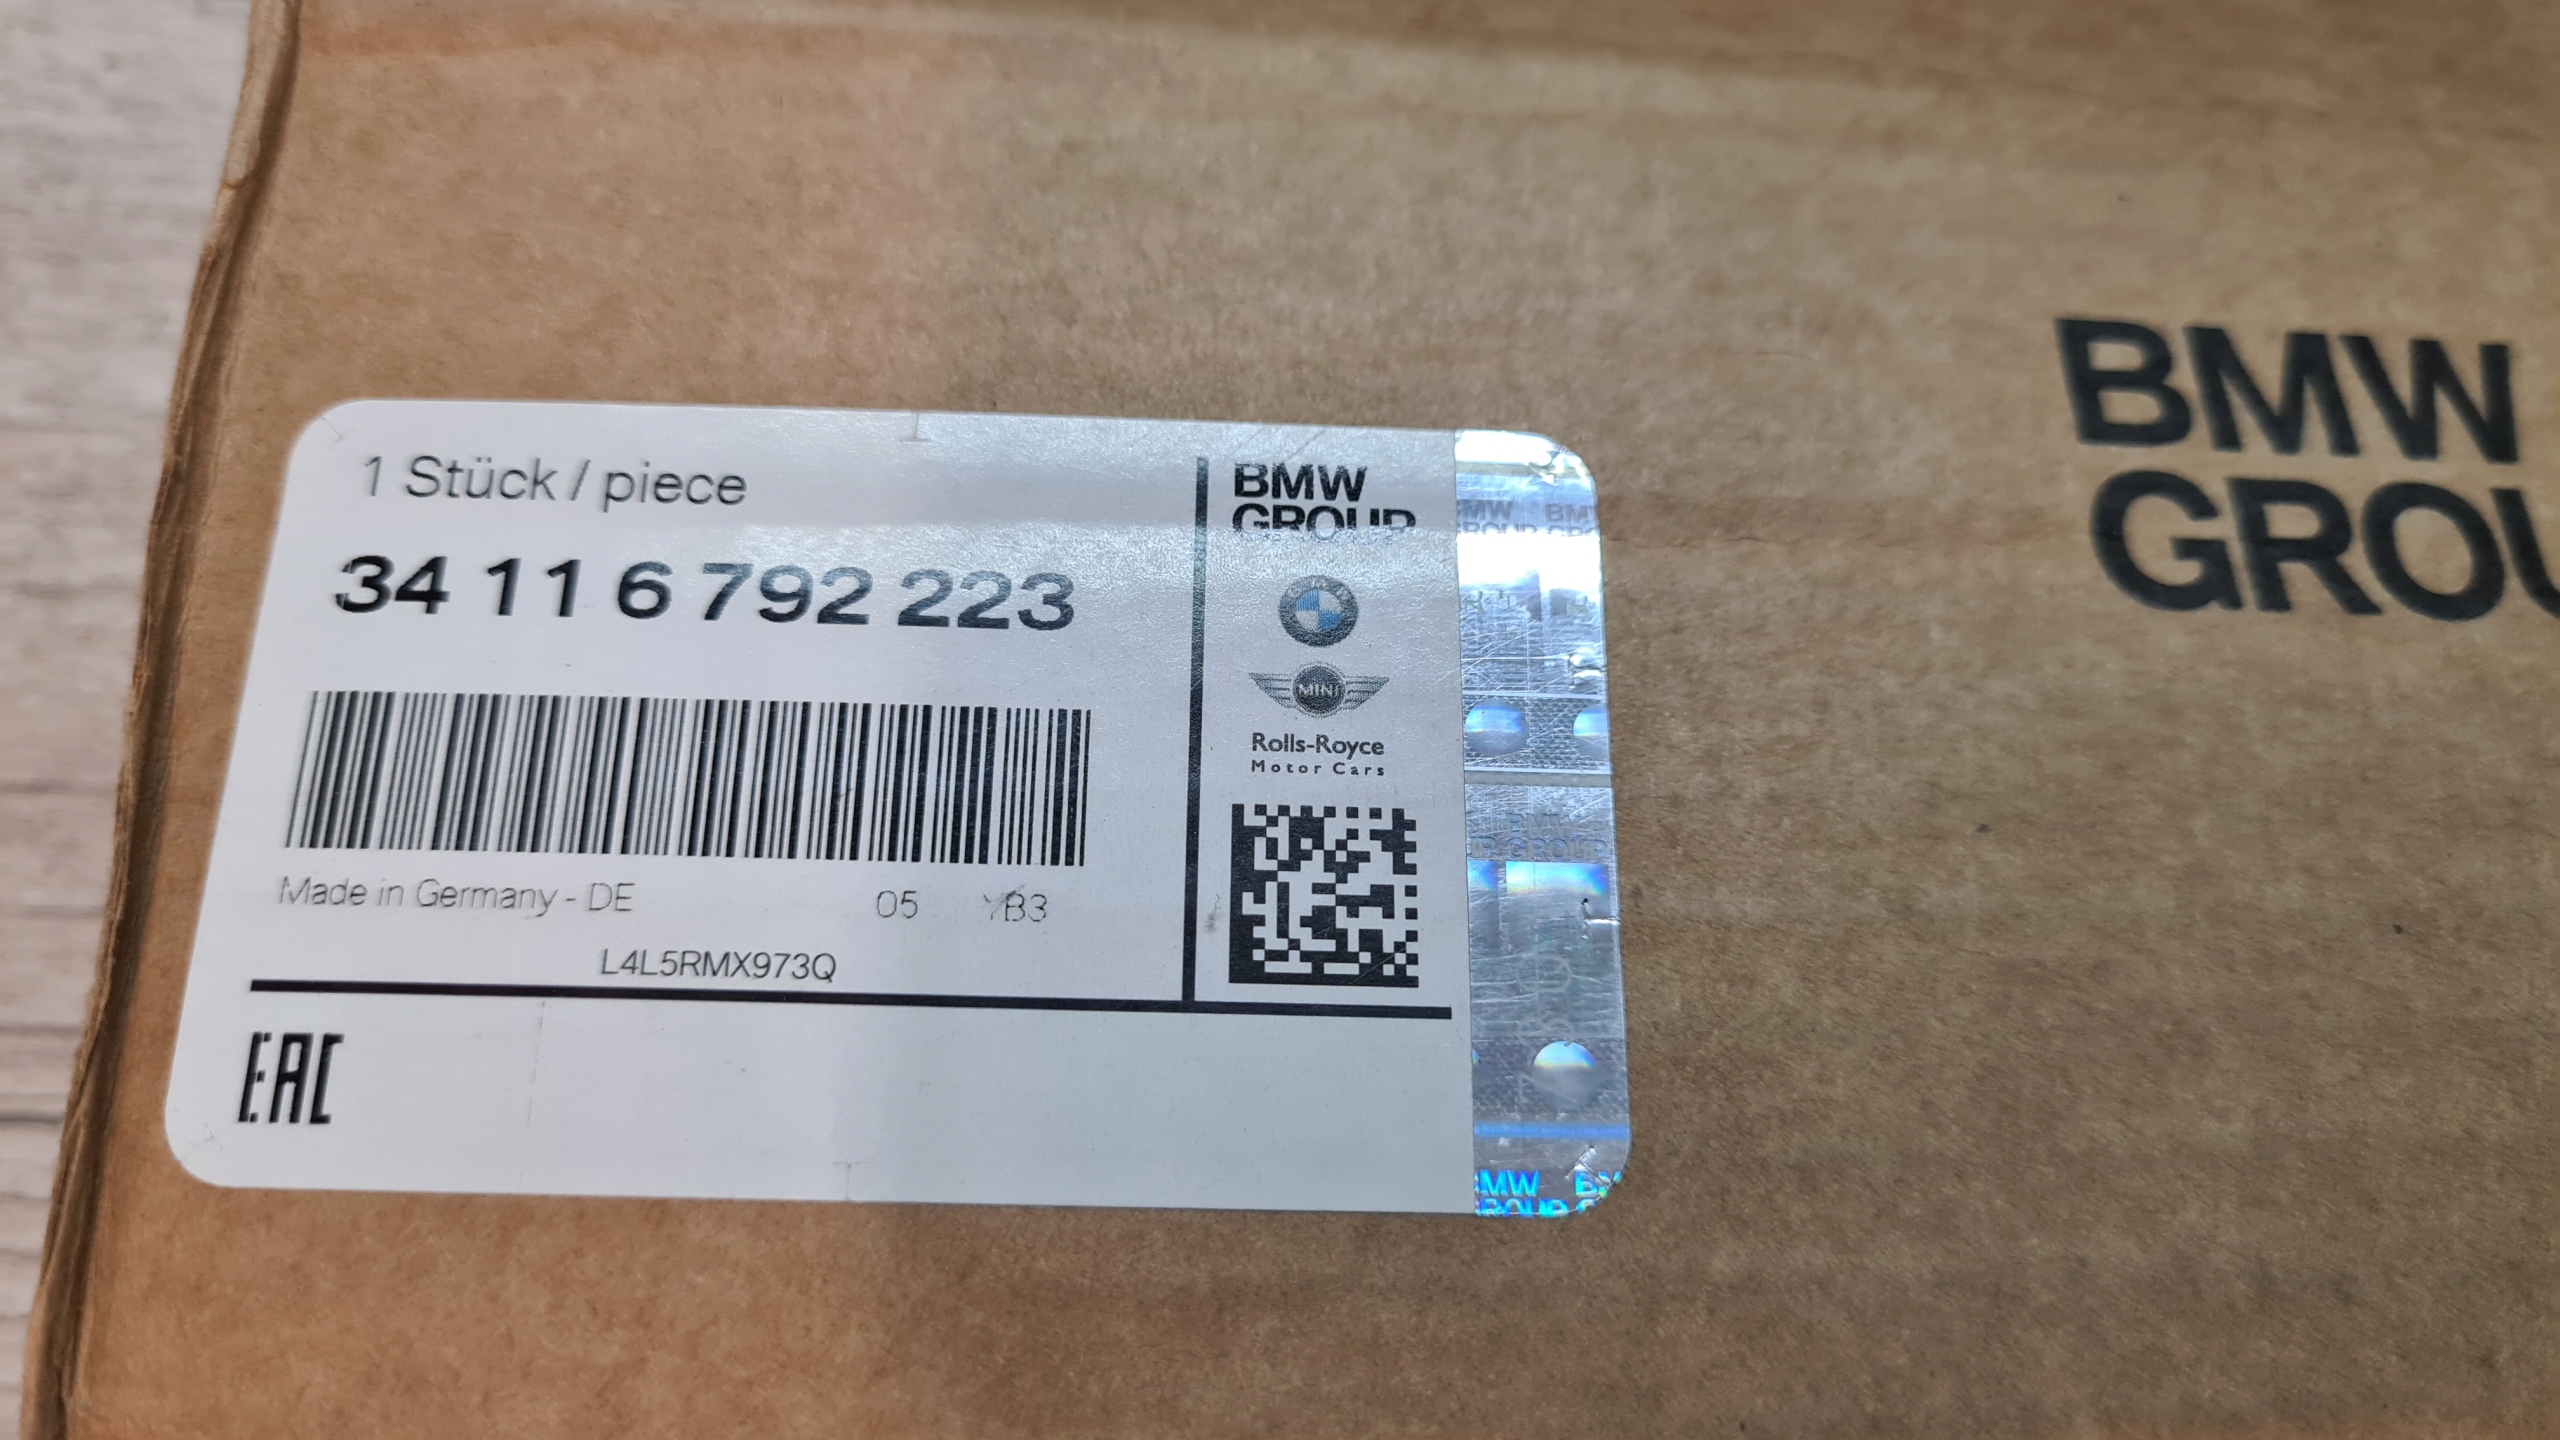 1 Stück / piece
34 11 6 792 223
Made in Germany - DE 05 YB3
L4L5RMX973Q
EAC
BMW
GROUP
MINI
Rolls-Royce
Motor Cars
BMW
GROU